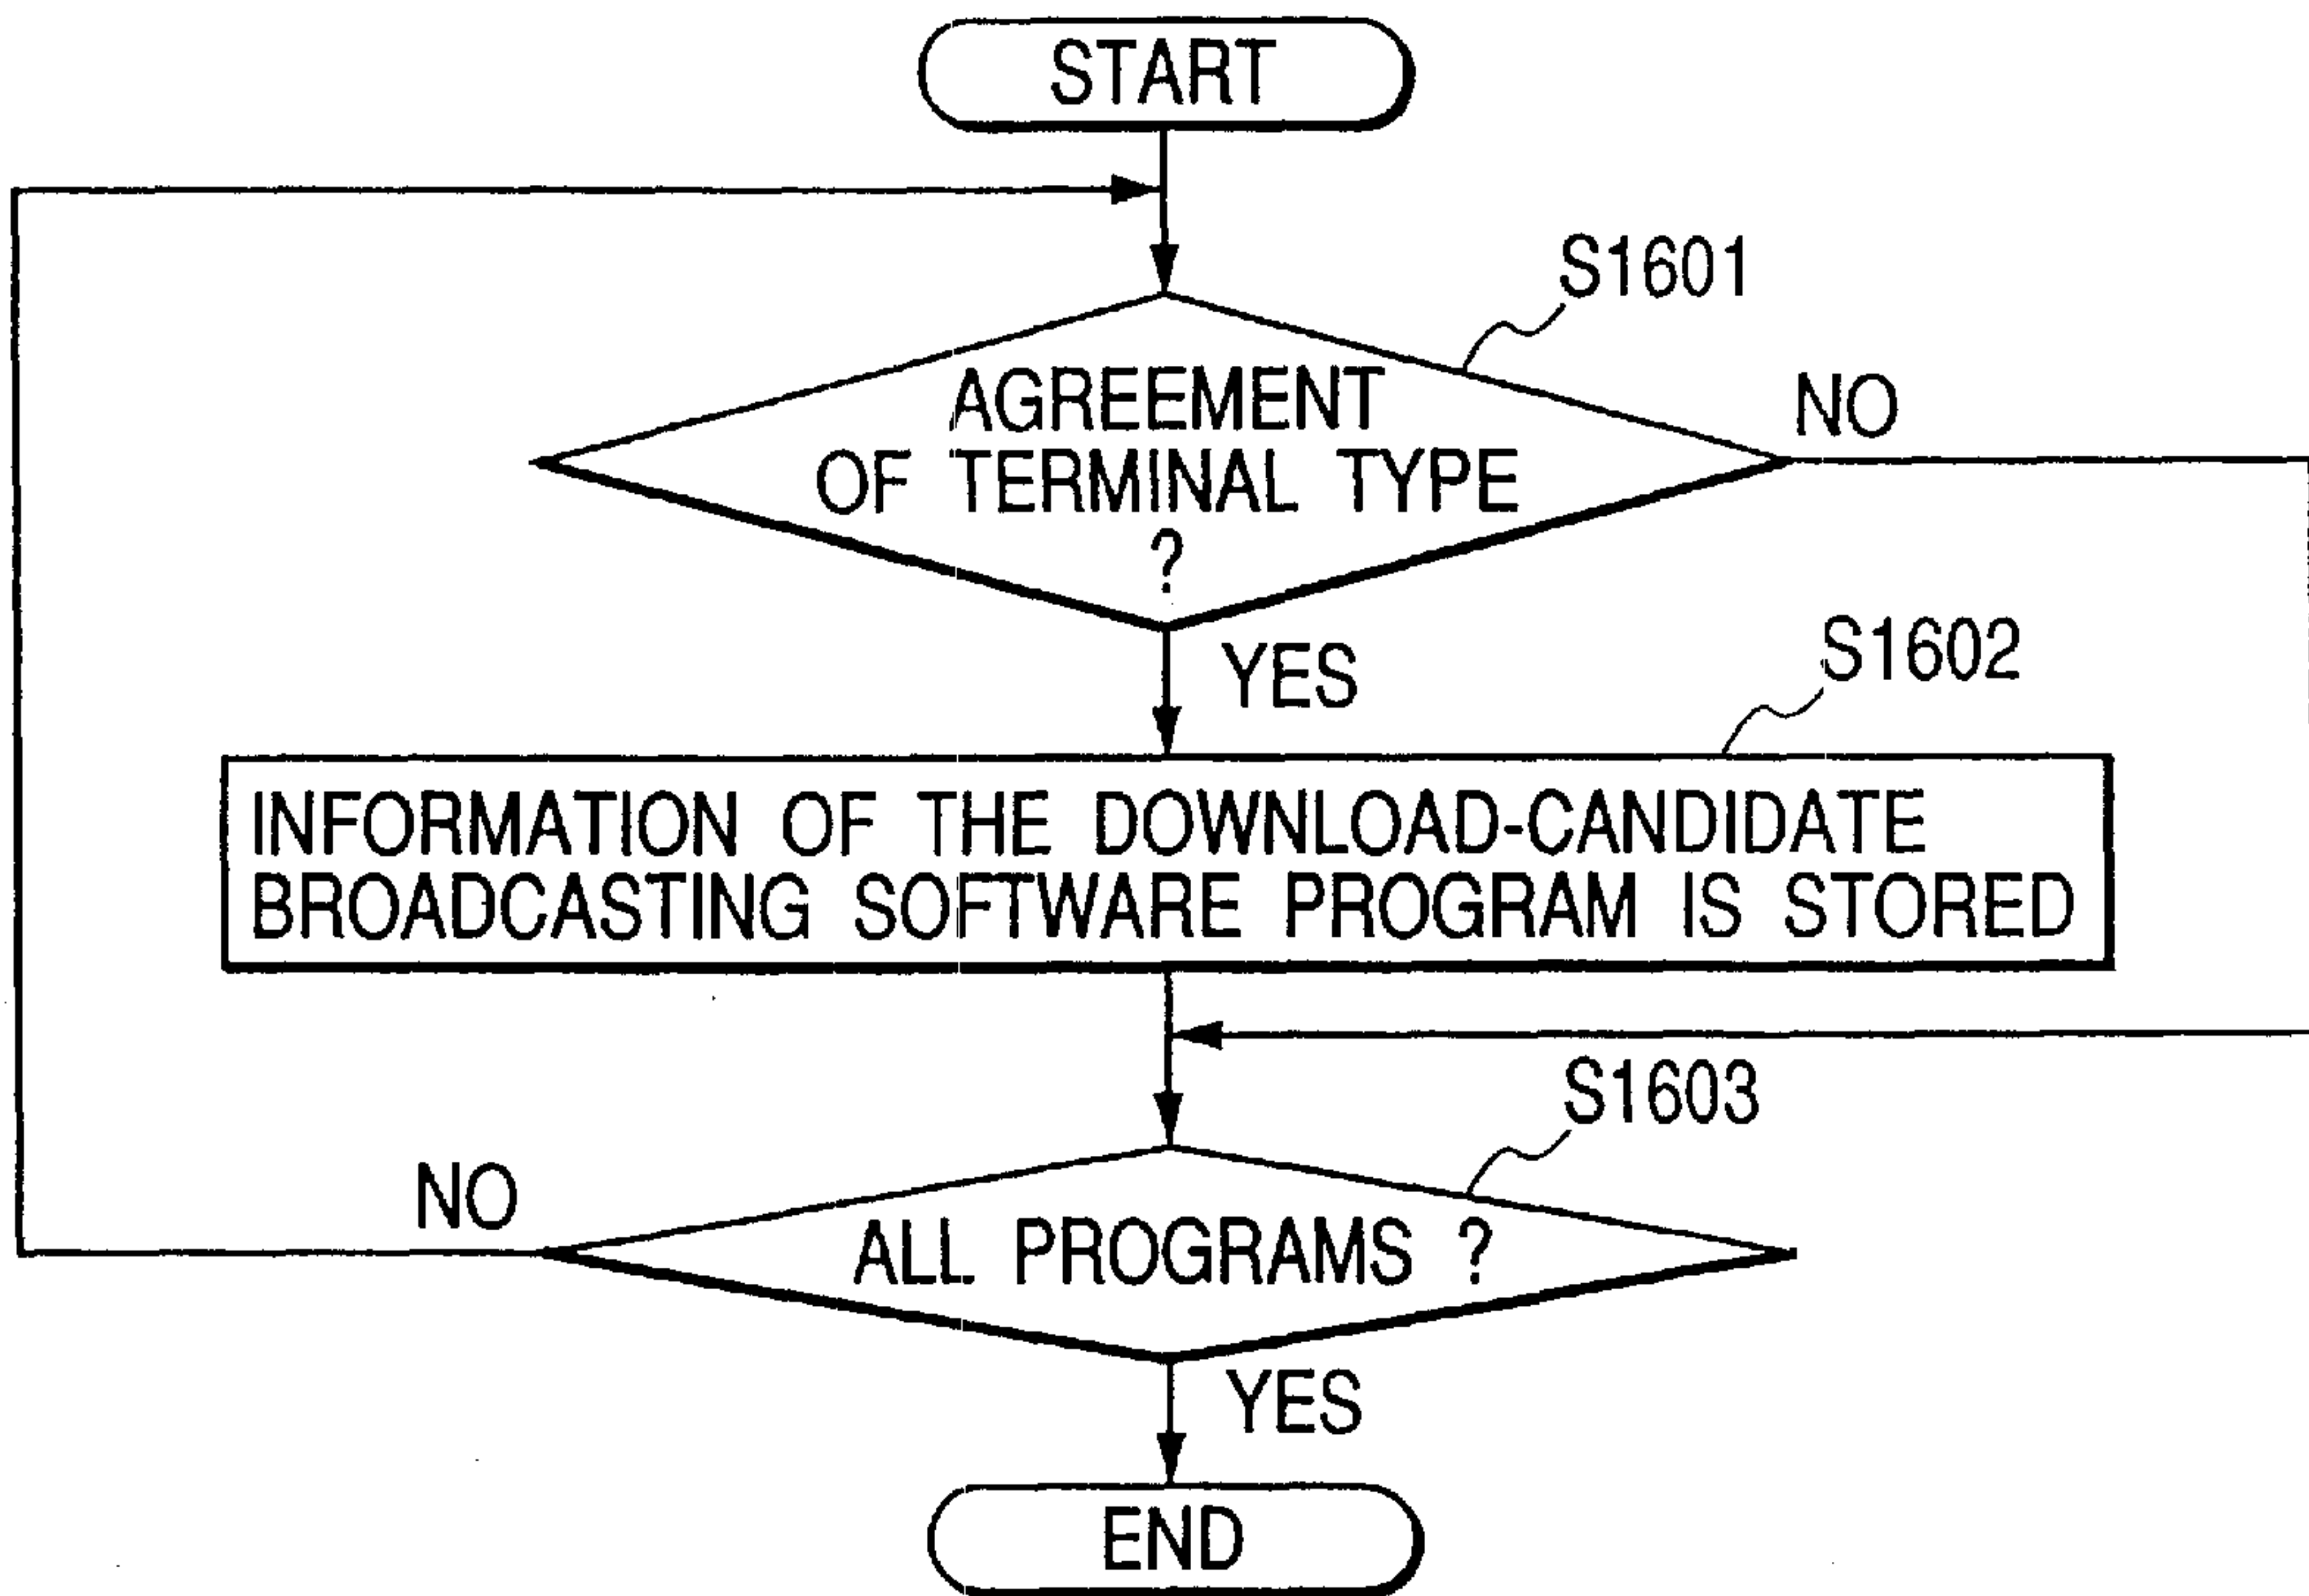 START
S1601
AGREEMENT
NO
OF TERMINAL TYPE
?
YES
S1602
INFORMATION OF THE DOWNLOAD-CANDIDATE
BROADCASTING SOFTWARE PROGRAM IS STORED
S1603
NO
ALL PROGRAMS ?
YES
END